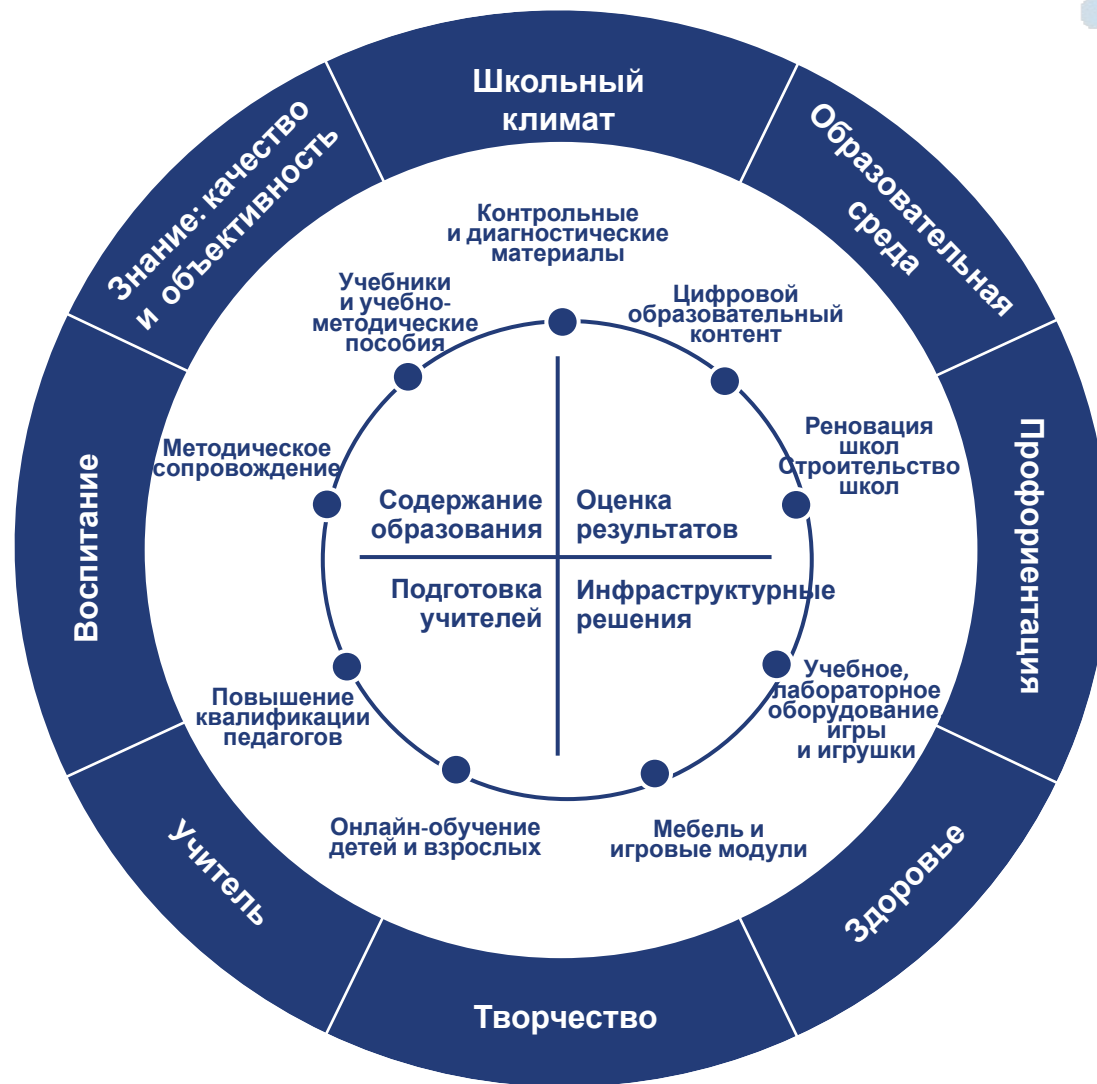 Школьный
климат
Образовательная
среда
Профориентация
Здоровье
Творчество
Учитель
Воспитание
Знание: качество
и объективность
Контрольные
и диагностические
материалы
Цифровой
образовательный
контент
Реновация
школ
Строительство
школ
Учебное,
лабораторное
оборудование,
игры
и игрушки
Мебель и
игровые модули
Онлайн-обучение
детей и взрослых
Повышение
квалификации
педагогов
Методическое
сопровождение
Учебники
и учебно-
методические
пособия
Содержание
образования
Оценка
результатов
Подготовка
учителей
Инфраструктурные
решения